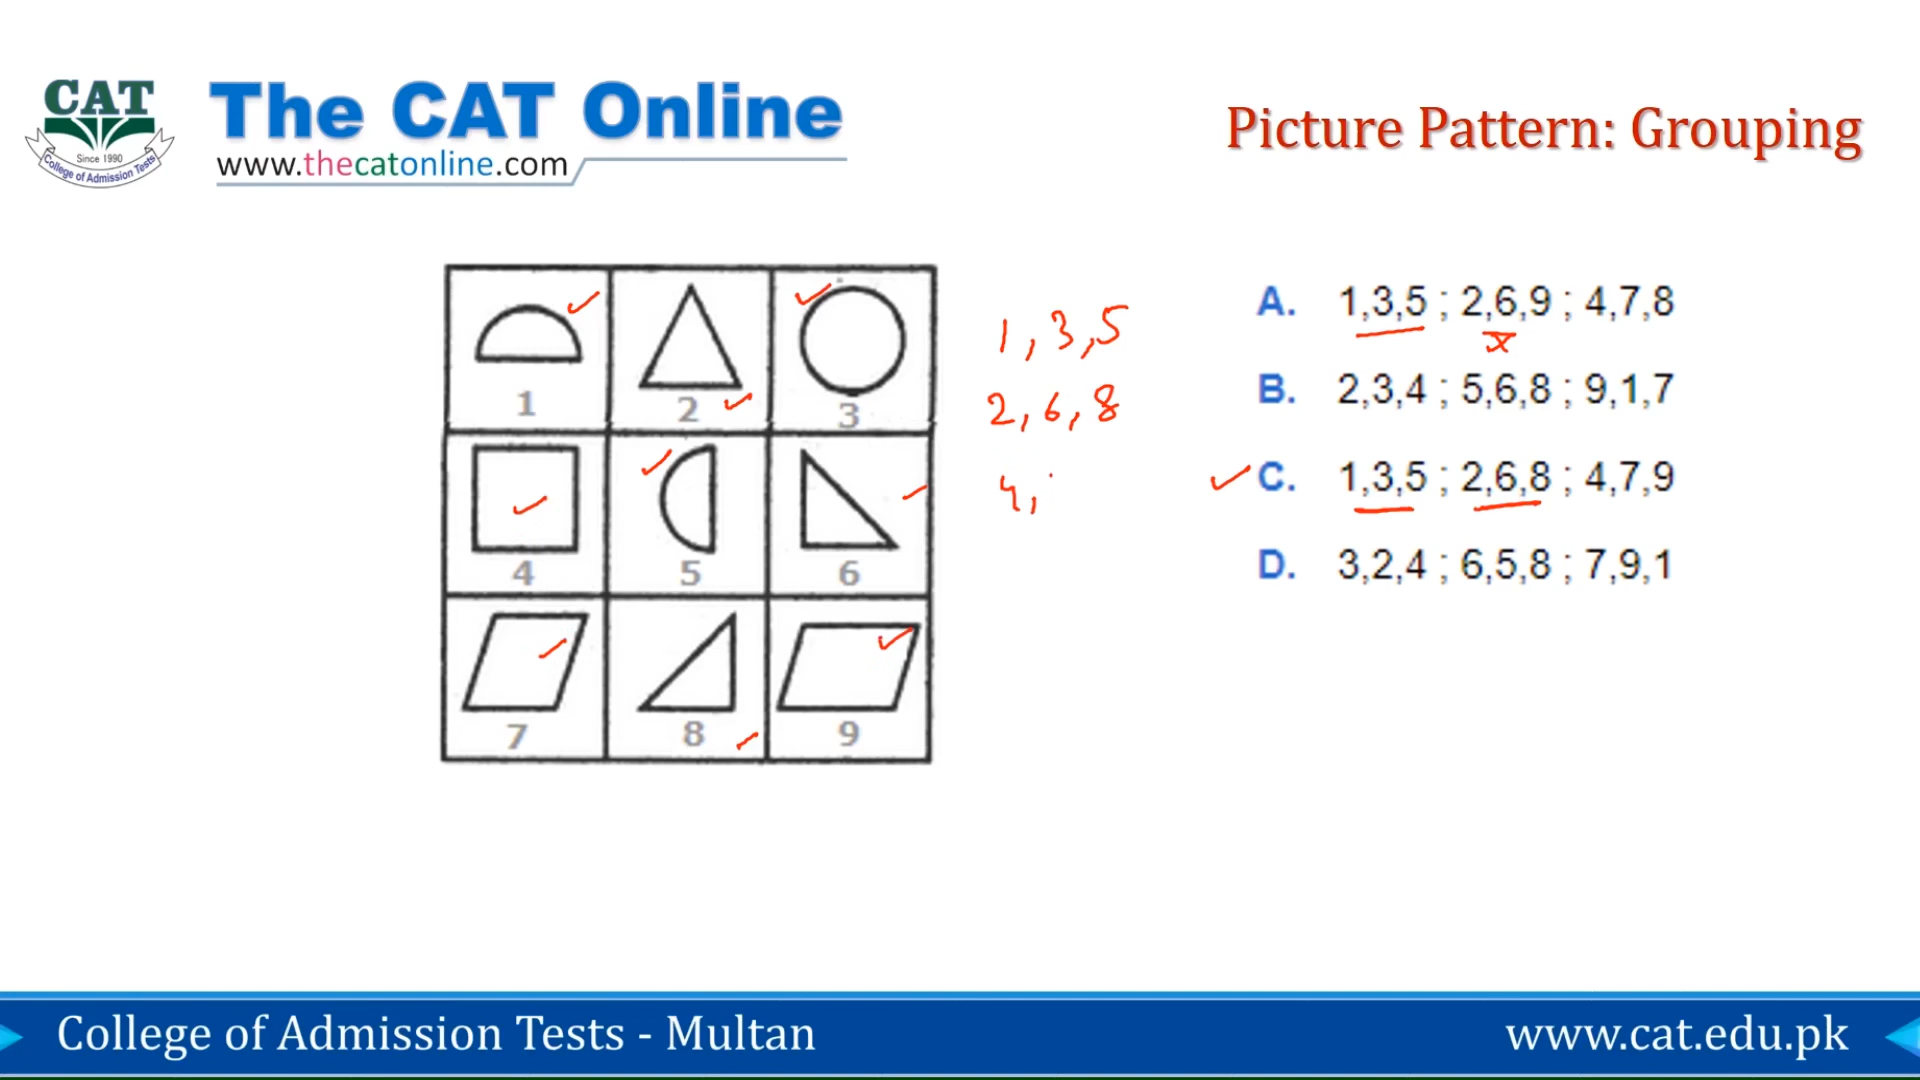 CAT
Since 1990
College of Admission Tests
The CAT Online
www.thecatonline.com
Picture Pattern: Grouping
1
2
3
4
5
6
7
8
9
1,3,5
2,6,8
4,
A. 1,3,5 ; 2,6,9 ; 4,7,8
x
B. 2,3,4 ; 5,6,8 ; 9,1,7
C. 1,3,5 ; 2,6,8 ; 4,7,9
D. 3,2,4 ; 6,5,8 ; 7,9,1
College of Admission Tests - Multan
www.cat.edu.pk